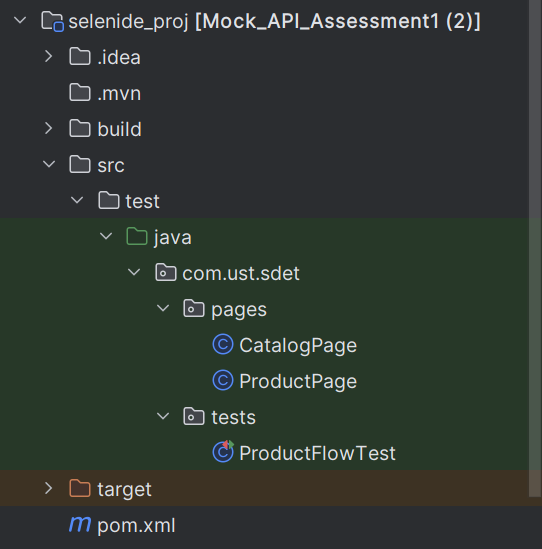 selenide_proj [Mock_API_Assessment1 (2)]
.idea
.mvn
build
src
test
java
com.ust.sdet
pages
CatalogPage
ProductPage
tests
ProductFlowTest
target
pom.xml